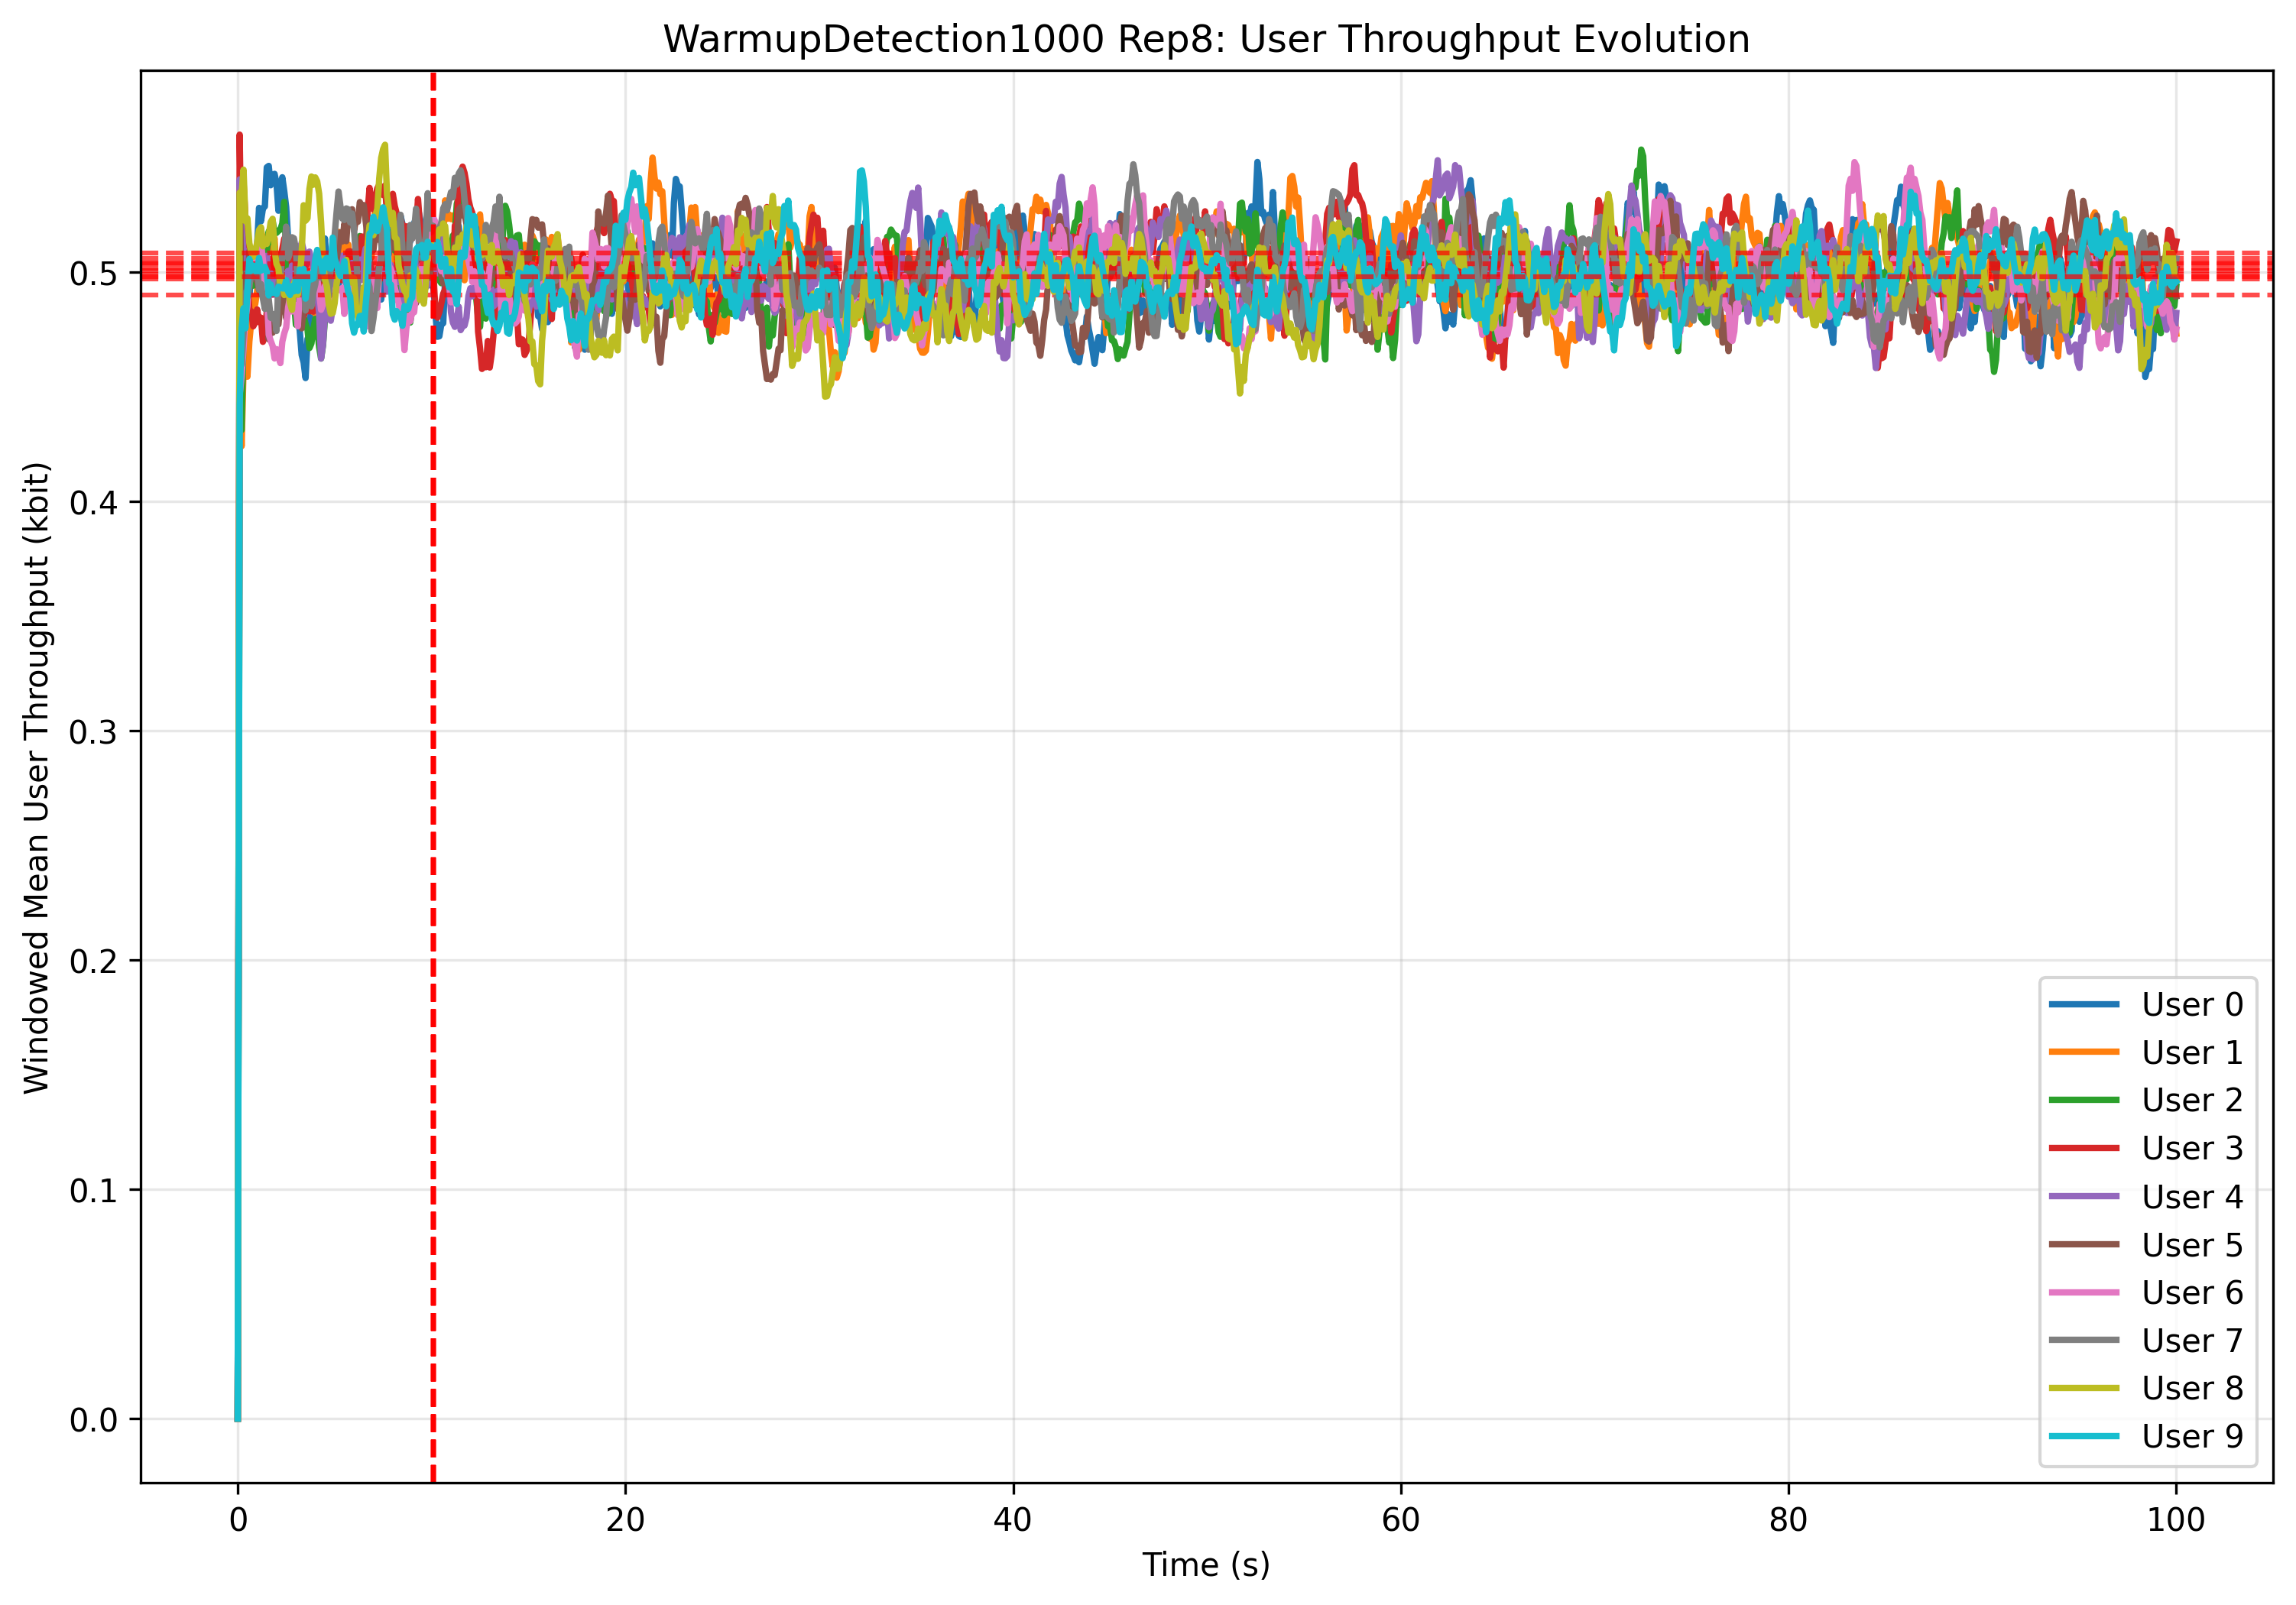 WarmupDetection1000 Rep8: User Throughput Evolution
Windowed Mean User Throughput (kbit)
0.5
0.4
0.3
0.2
0.1
0.0
0 20 40 60 80 100
Time (s)
User 0
User 1
User 2
User 3
User 4
User 5
User 6
User 7
User 8
User 9